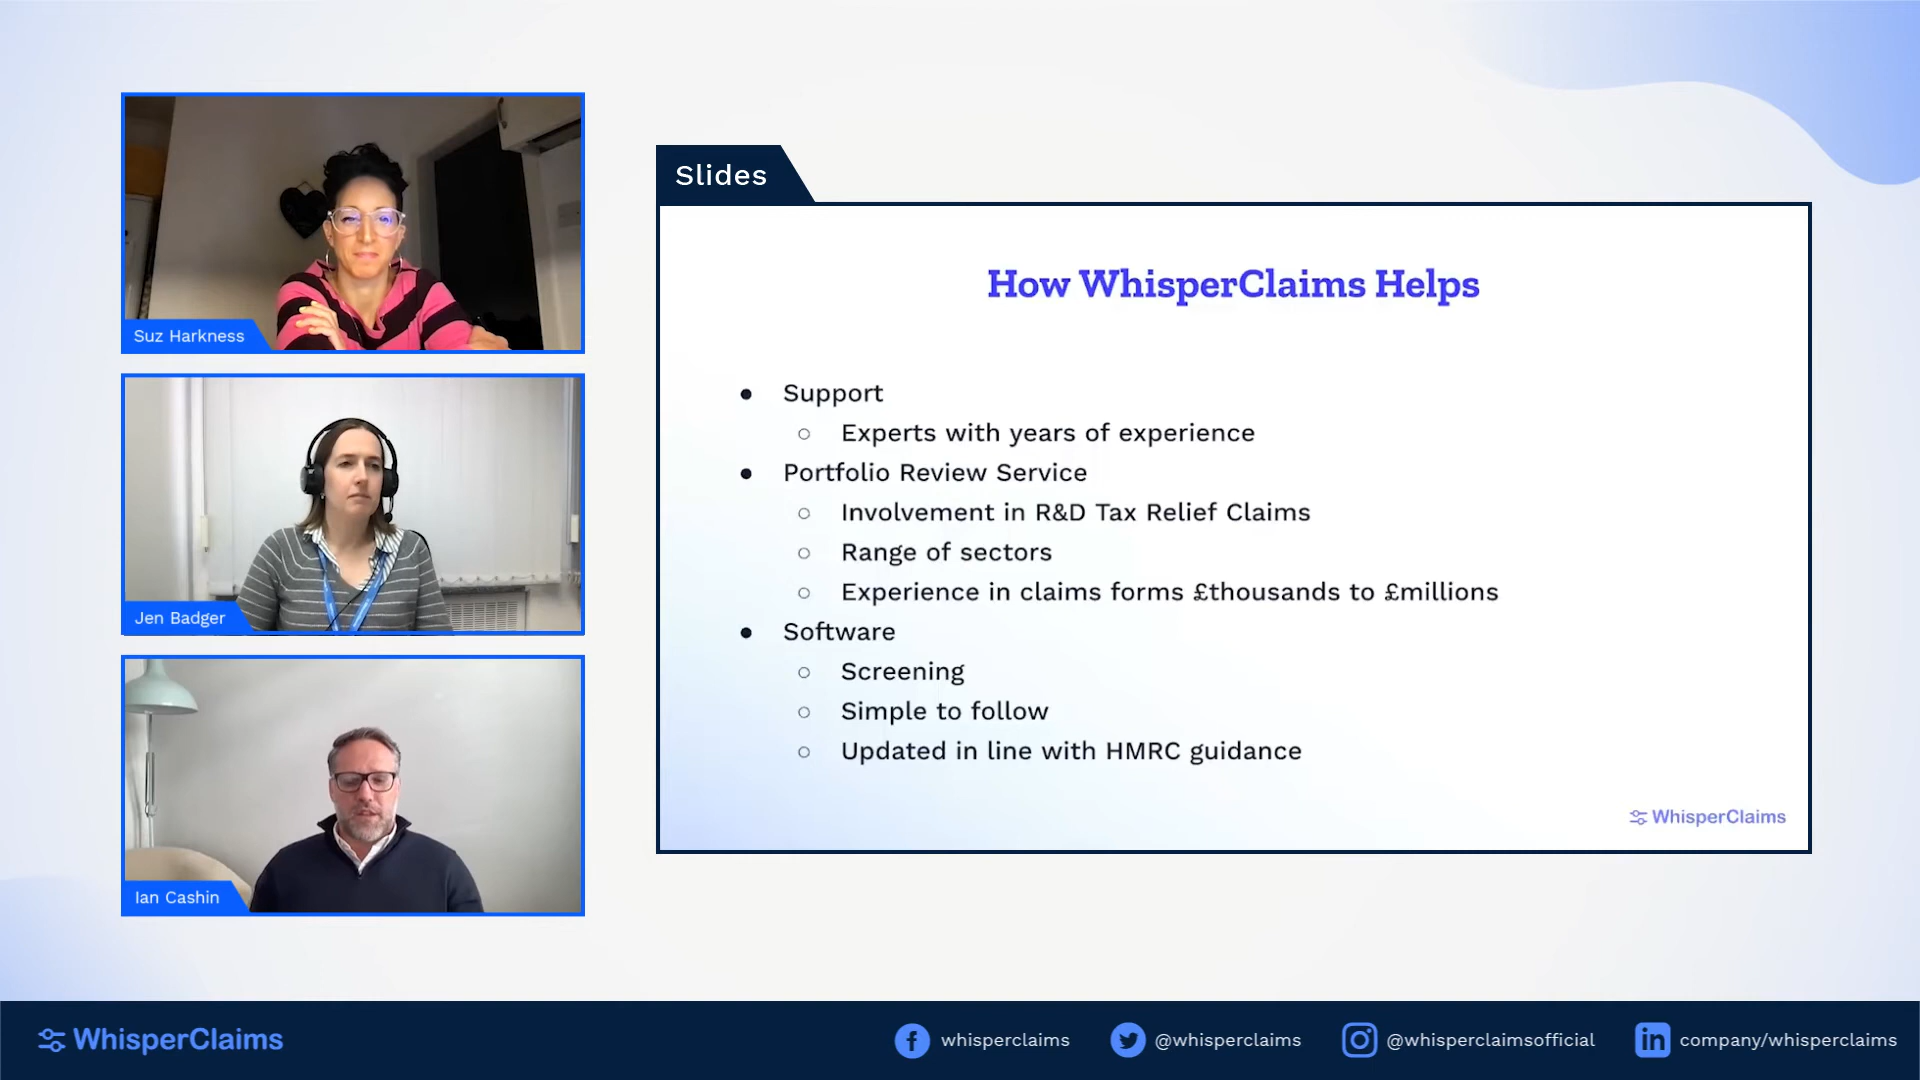 Suz Harkness
Jen Badger
Ian Cashin
Slides
How WhisperClaims Helps
● Support
○ Experts with years of experience
● Portfolio Review Service
○ Involvement in R&D Tax Relief Claims
○ Range of sectors
○ Experience in claims forms £thousands to £millions
● Software
○ Screening
○ Simple to follow
○ Updated in line with HMRC guidance
WhisperClaims
WhisperClaims
whisperclaims
@whisperclaims
@whisperclaimsofficial
in company/whisperclaims